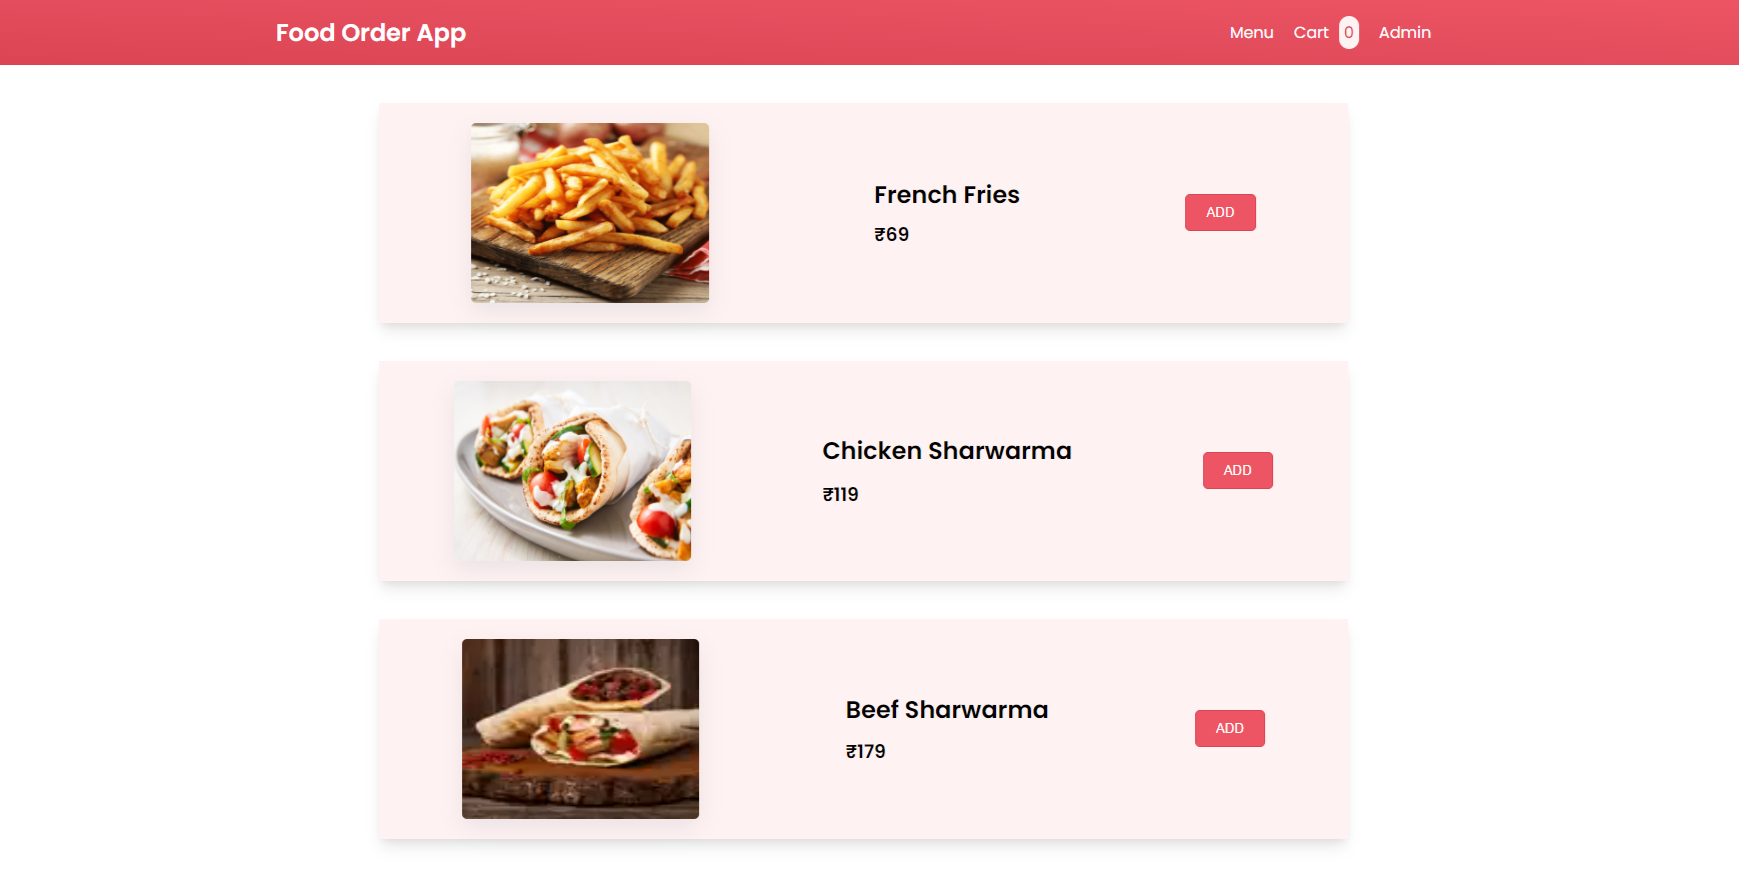 Food Order App
Menu Cart 0 Admin
French Fries
₹69
ADD
Chicken Sharwarma
₹119
ADD
Beef Sharwarma
₹179
ADD